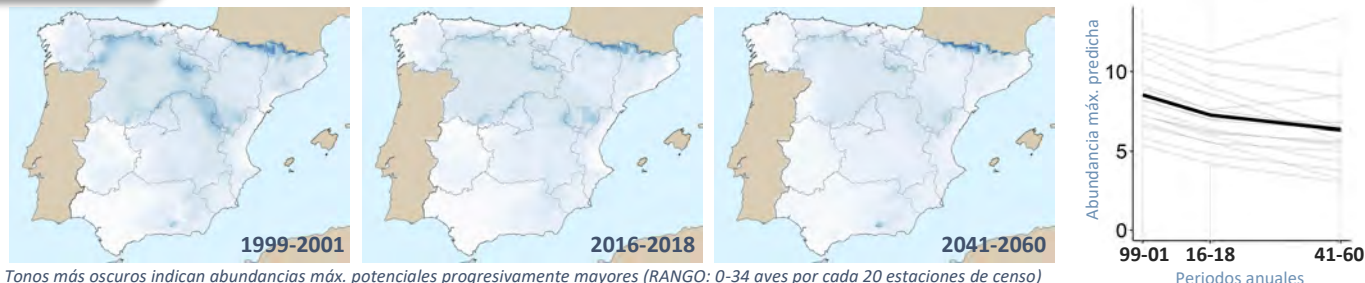 1999-2001
2016-2018
2041-2060
Tonos más oscuros indican abundancias máx. potenciales progresivamente mayores (RANGO: 0-34 aves por cada 20 estaciones de censo)
Abundancia máx. predicha
10
5
0
99-01 16-18 41-60
Periodos anuales